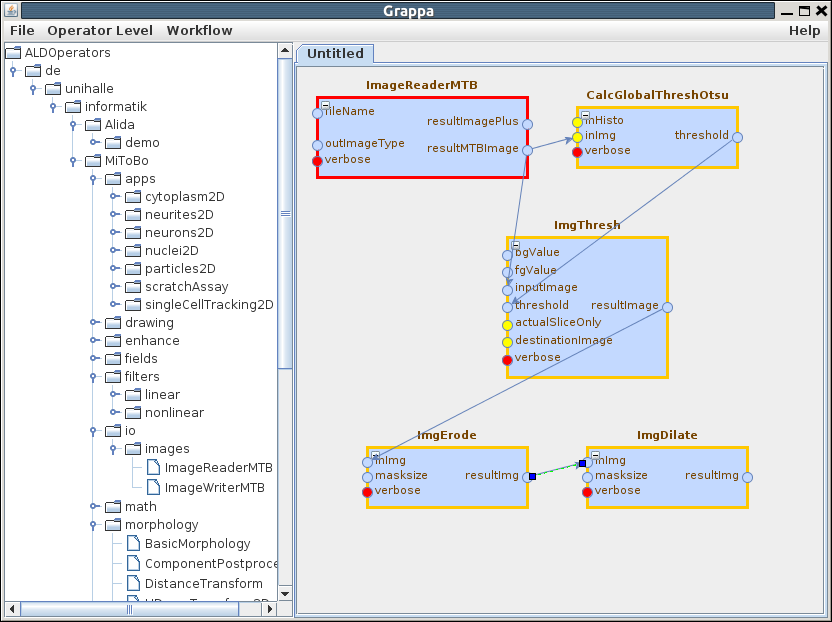 Grappa
File Operator Level Workflow Help
ALDOperators
de
unihalle
informatik
Alida
demo
MiToBo
apps
cytoplasm2D
neurites2D
neurons2D
nuclei2D
particles2D
scratchAssay
singleCellTracking2D
drawing
enhance
fields
filters
linear
nonlinear
io
images
ImageReaderMTB
ImageWriterMTB
math
morphology
BasicMorphology
ComponentPostproce
DistanceTransform
Untitled
ImageReaderMTB
fileName
resultImagePlus
outImageType
resultMTBImage
verbose
CalcGlobalThreshOtsu
inHisto
inImg
threshold
verbose
ImgThresh
bgValue
fgValue
inputImage
threshold
resultImage
actualSliceOnly
destinationImage
verbose
ImgErode
inImg
masksize
resultImg
verbose
ImgDilate
inImg
masksize
resultImg
verbose